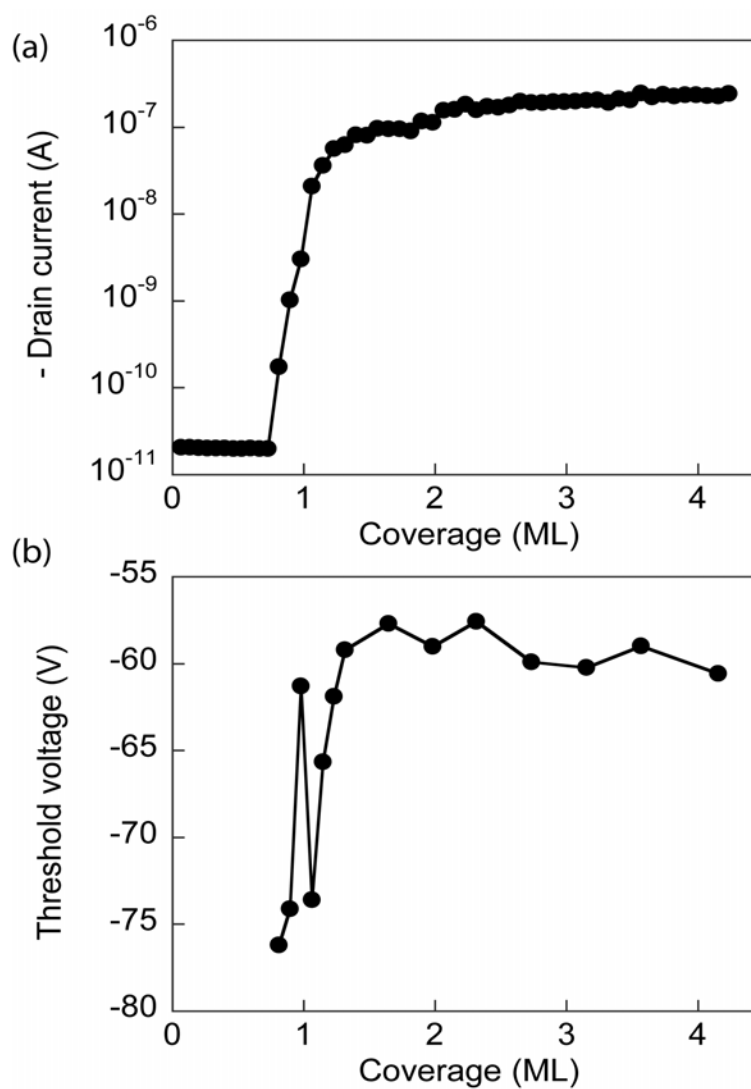 (a)
- Drain current (A)
10-6
10-7
10-8
10-9
10-10
10-11
0 1 2 3 4
Coverage (ML)
(b)
Threshold voltage (V)
-55
-60
-65
-70
-75
-80
0 1 2 3 4
Coverage (ML)